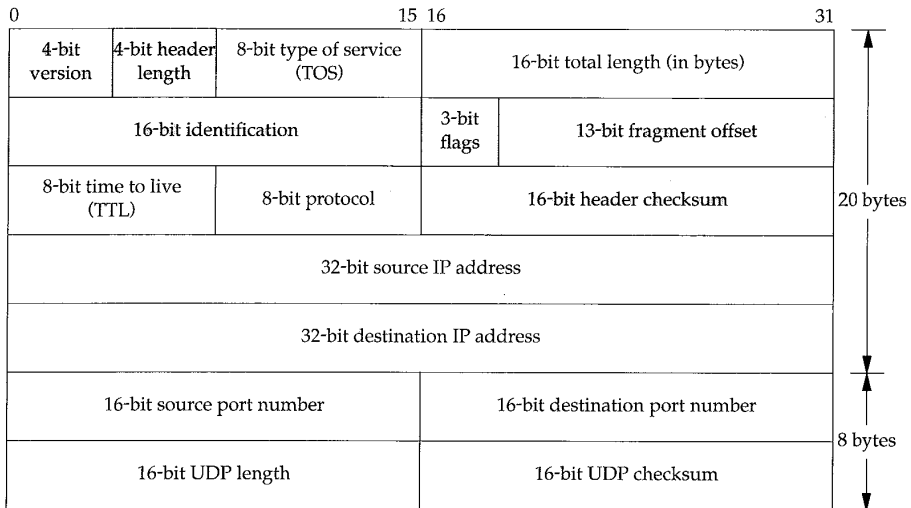 0
15
16
31
4-bit
version
4-bit header
length
8-bit type of service
(TOS)
16-bit total length (in bytes)
16-bit identification
3-bit
flags
13-bit fragment offset
8-bit time to live
(TTL)
8-bit protocol
16-bit header checksum
20 bytes
32-bit source IP address
32-bit destination IP address
16-bit source port number
16-bit destination port number
8 bytes
16-bit UDP length
16-bit UDP checksum